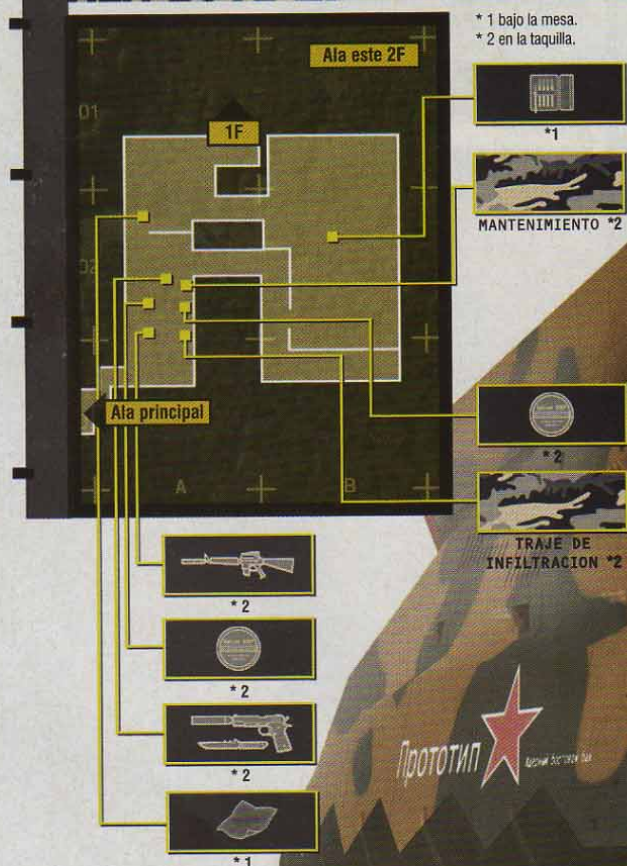 * 1 bajo la mesa.
* 2 en la taquilla.
Ala este 2F
01
1F
*1
MANTENIMIENTO *2
02
Ala principal
* 2
TRAJE DE
INFILTRACION *2
A
B
* 2
* 2
* 2
* 1
Прототип